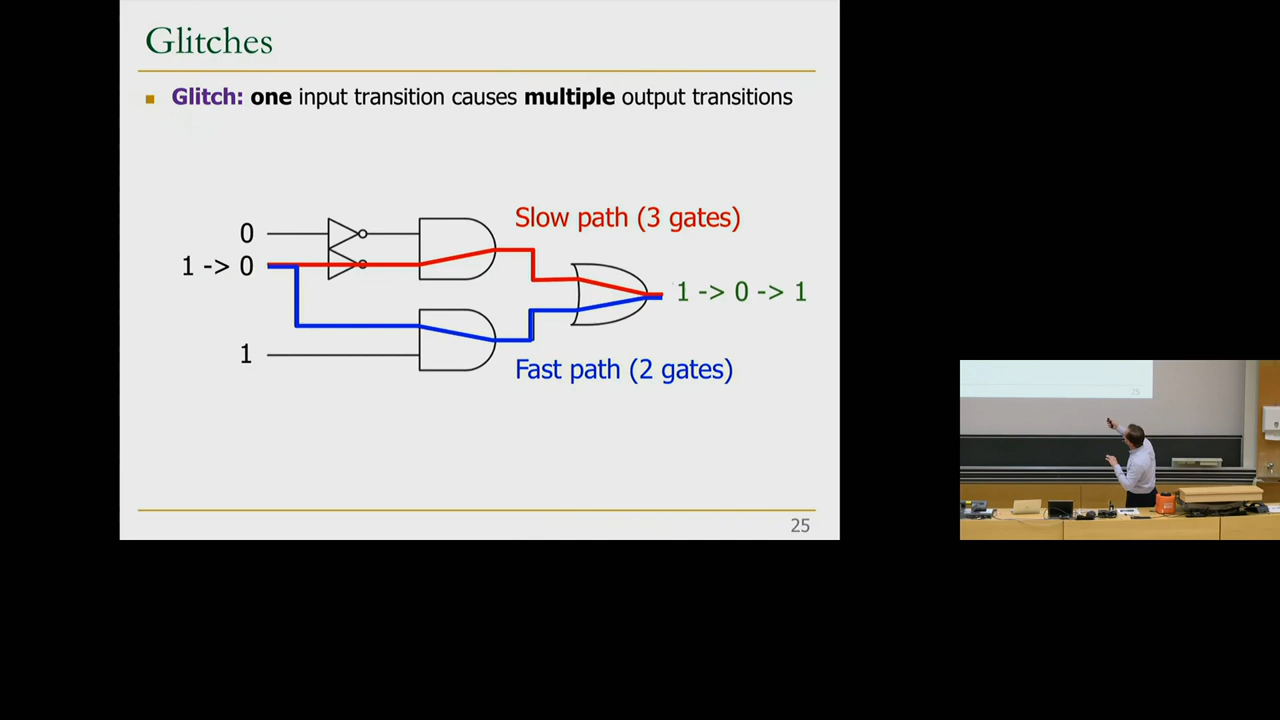 Glitches
Glitch: one input transition causes multiple output transitions
Slow path (3 gates)
0
1 -> 0
1 -> 0 -> 1
1
Fast path (2 gates)
25
25